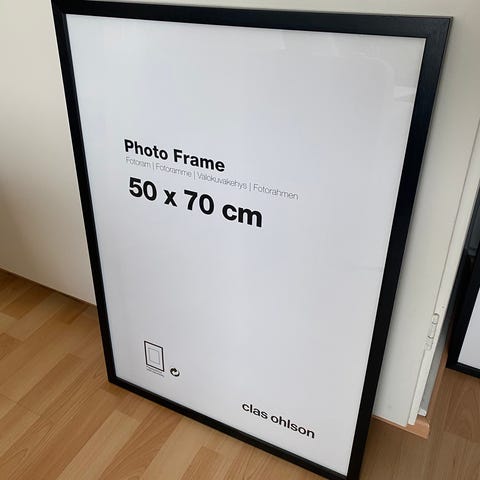 Photo Frame
Fotoram | Fotoramme | Valokuvakehys | Fotorahmen
50 x 70 cm
clas ohlson